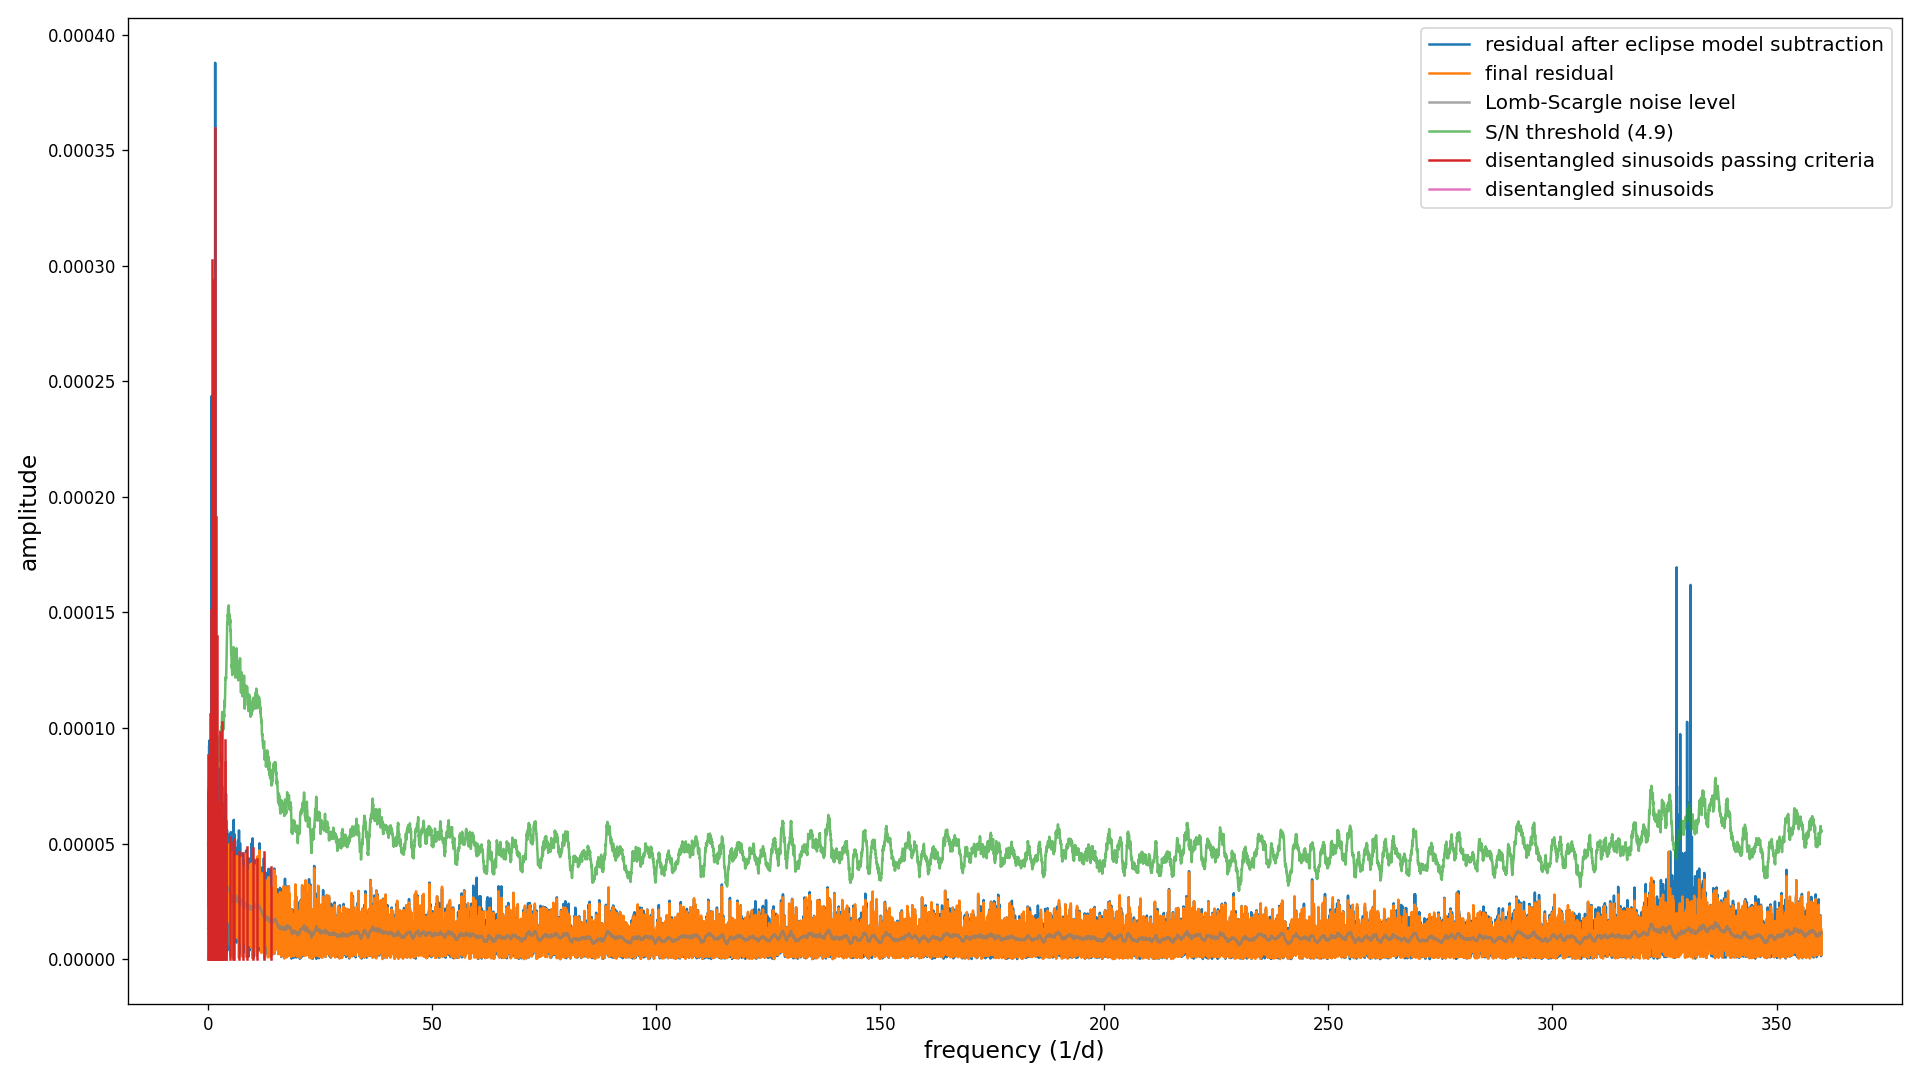 0.00040
0.00035
0.00030
0.00025
0.00020
0.00015
0.00010
0.00005
0.00000
amplitude
0
50
100
150
200
250
300
350
frequency (1/d)
residual after eclipse model subtraction
final residual
Lomb-Scargle noise level
S/N threshold (4.9)
disentangled sinusoids passing criteria
disentangled sinusoids